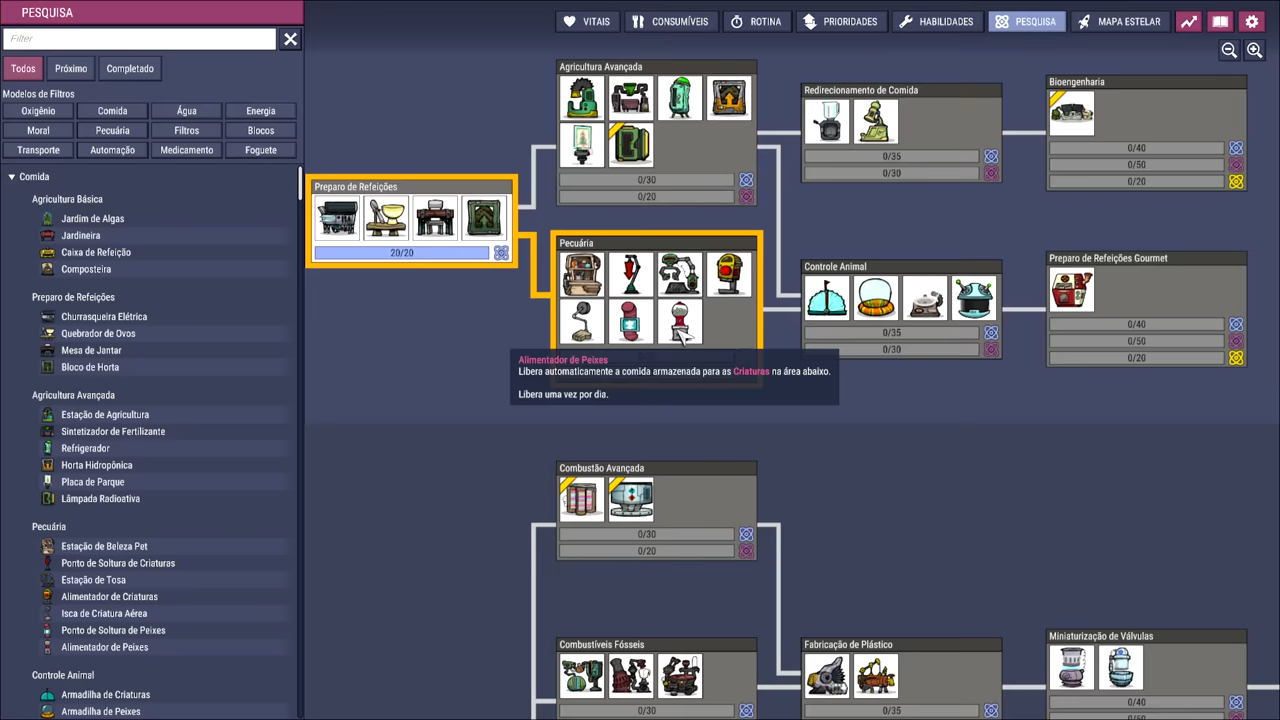 PESQUISA
Filter
Todos
Próximo
Completado
Modelos de Filtros
Oxigênio
Comida
Água
Energia
Moral
Pecuária
Filtros
Blocos
Transporte
Automação
Medicamento
Foguete
Comida
Agricultura Básica
Jardim de Algas
Jardineira
Caixa de Refeição
Composteira
Preparo de Refeições
Churrasqueira Elétrica
Quebrador de Ovos
Mesa de Jantar
Bloco de Horta
Agricultura Avançada
Estação de Agricultura
Sintetizador de Fertilizante
Refrigerador
Horta Hidropônica
Placa de Parque
Lâmpada Radioativa
Pecuária
Estação de Beleza Pet
Ponto de Soltura de Criaturas
Estação de Tosa
Alimentador de Criaturas
Isca de Criatura Aérea
Ponto de Soltura de Peixes
Alimentador de Peixes
Controle Animal
Armadilha de Criaturas
Armadilha de Peixes
VITAIS
CONSUMÍVEIS
ROTINA
PRIORIDADES
HABILIDADES
PESQUISA
MAPA ESTELAR
Preparo de Refeições
20/20
Agricultura Avançada
0/30
0/20
Pecuária
Alimentador de Peixes
Libera automaticamente a comida armazenada para as Criaturas na área abaixo.
Libera uma vez por dia.
Redirecionamento de Comida
0/35
0/30
Controle Animal
0/35
0/30
Bioengenharia
0/40
0/50
0/20
Preparo de Refeições Gourmet
0/40
0/50
0/20
Combustão Avançada
0/30
0/20
Combustíveis Fósseis
0/30
Fabricação de Plástico
0/35
Miniaturização de Válvulas
0/40